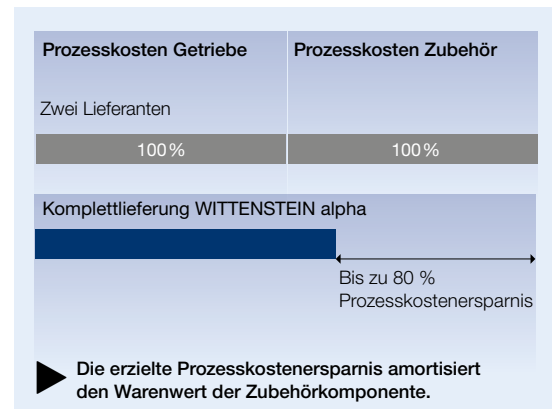 Prozesskosten Getriebe
Prozesskosten Zubehör
Zwei Lieferanten
100 %
100 %
Komplettlieferung WITTENSTEIN alpha
Bis zu 80 %
Prozesskostenersparnis
Die erzielte Prozesskostenersparnis amortisiert
den Warenwert der Zubehörkomponente.